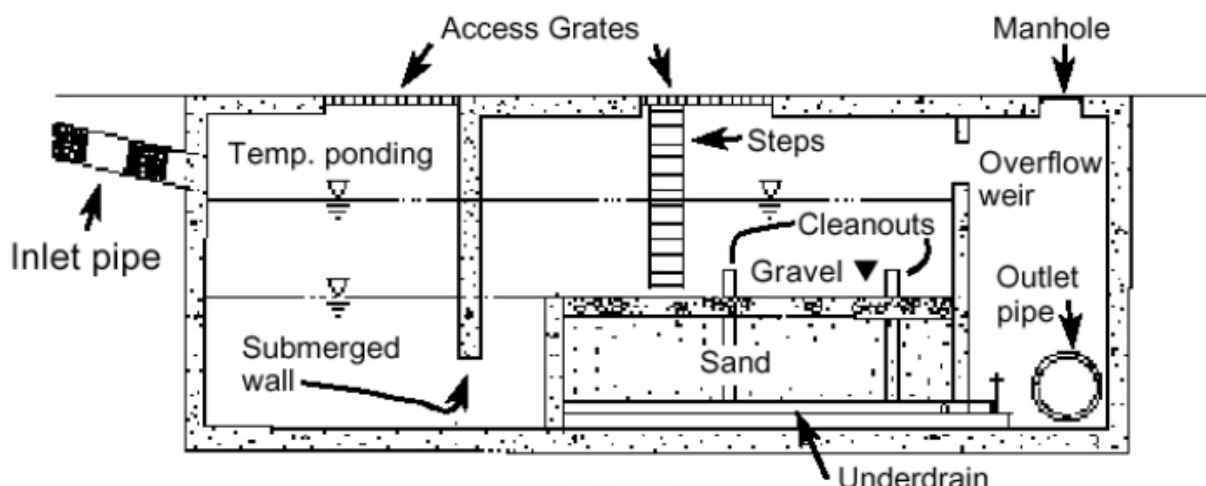 Access Grates
Manhole
Temp. ponding
Steps
Overflow
weir
Inlet pipe
Cleanouts
Gravel
Outlet
pipe
Submerged
wall
Sand
Underdrain